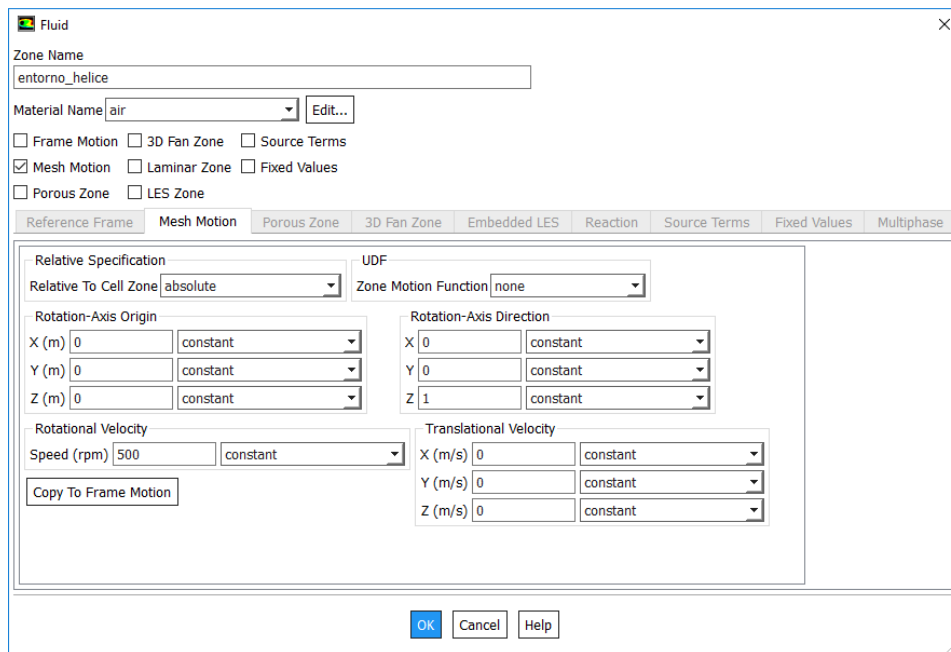 Fluid
Zone Name
entorno_helice
Material Name air Edit...
Frame Motion 3D Fan Zone Source Terms
Mesh Motion Laminar Zone Fixed Values
Porous Zone LES Zone
Reference Frame Mesh Motion Porous Zone 3D Fan Zone Embedded LES Reaction Source Terms Fixed Values Multiphase
Relative Specification UDF
Relative To Cell Zone absolute Zone Motion Function none
Rotation-Axis Origin Rotation-Axis Direction
X (m) 0 constant X 0 constant
Y (m) 0 constant Y 0 constant
Z (m) 0 constant Z 1 constant
Rotational Velocity Translational Velocity
Speed (rpm) 500 constant X (m/s) 0 constant
Copy To Frame Motion Y (m/s) 0 constant
Z (m/s) 0 constant
OK Cancel Help